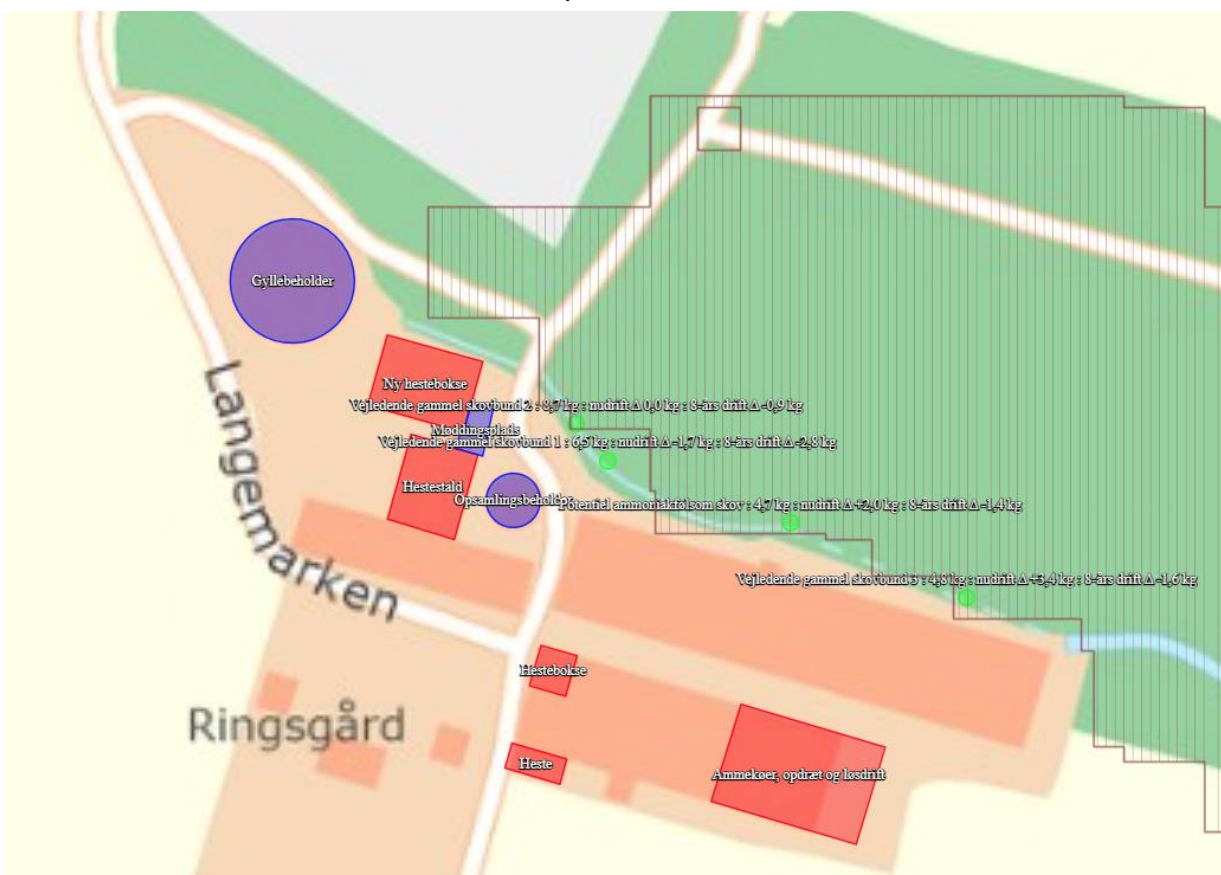 Gyllebeholder
Langemarken
Ny hestebokse
Vejledende gammel skovbund 2 : 8,7 kg : nudrift Δ 0,0 kg : 8-års drift Δ -0,9 kg
Møddingsplads
Vejledende gammel skovbund 1 : 6,5 kg : nudrift Δ -1,7 kg : 8-års drift Δ -2,8 kg
Hestestald
Opsamlingsbeholder
Potentiel ammoniakfølsom skov : 4,7 kg : nudrift Δ +2,0 kg : 8-års drift Δ -1,4 kg
Vejledende gammel skovbund 3 : 4,8 kg : nudrift Δ +3,4 kg : 8-års drift Δ -1,6 kg
Hestebokse
Ringsgård
Heste
Ammekøer, opdræt og løsdrift